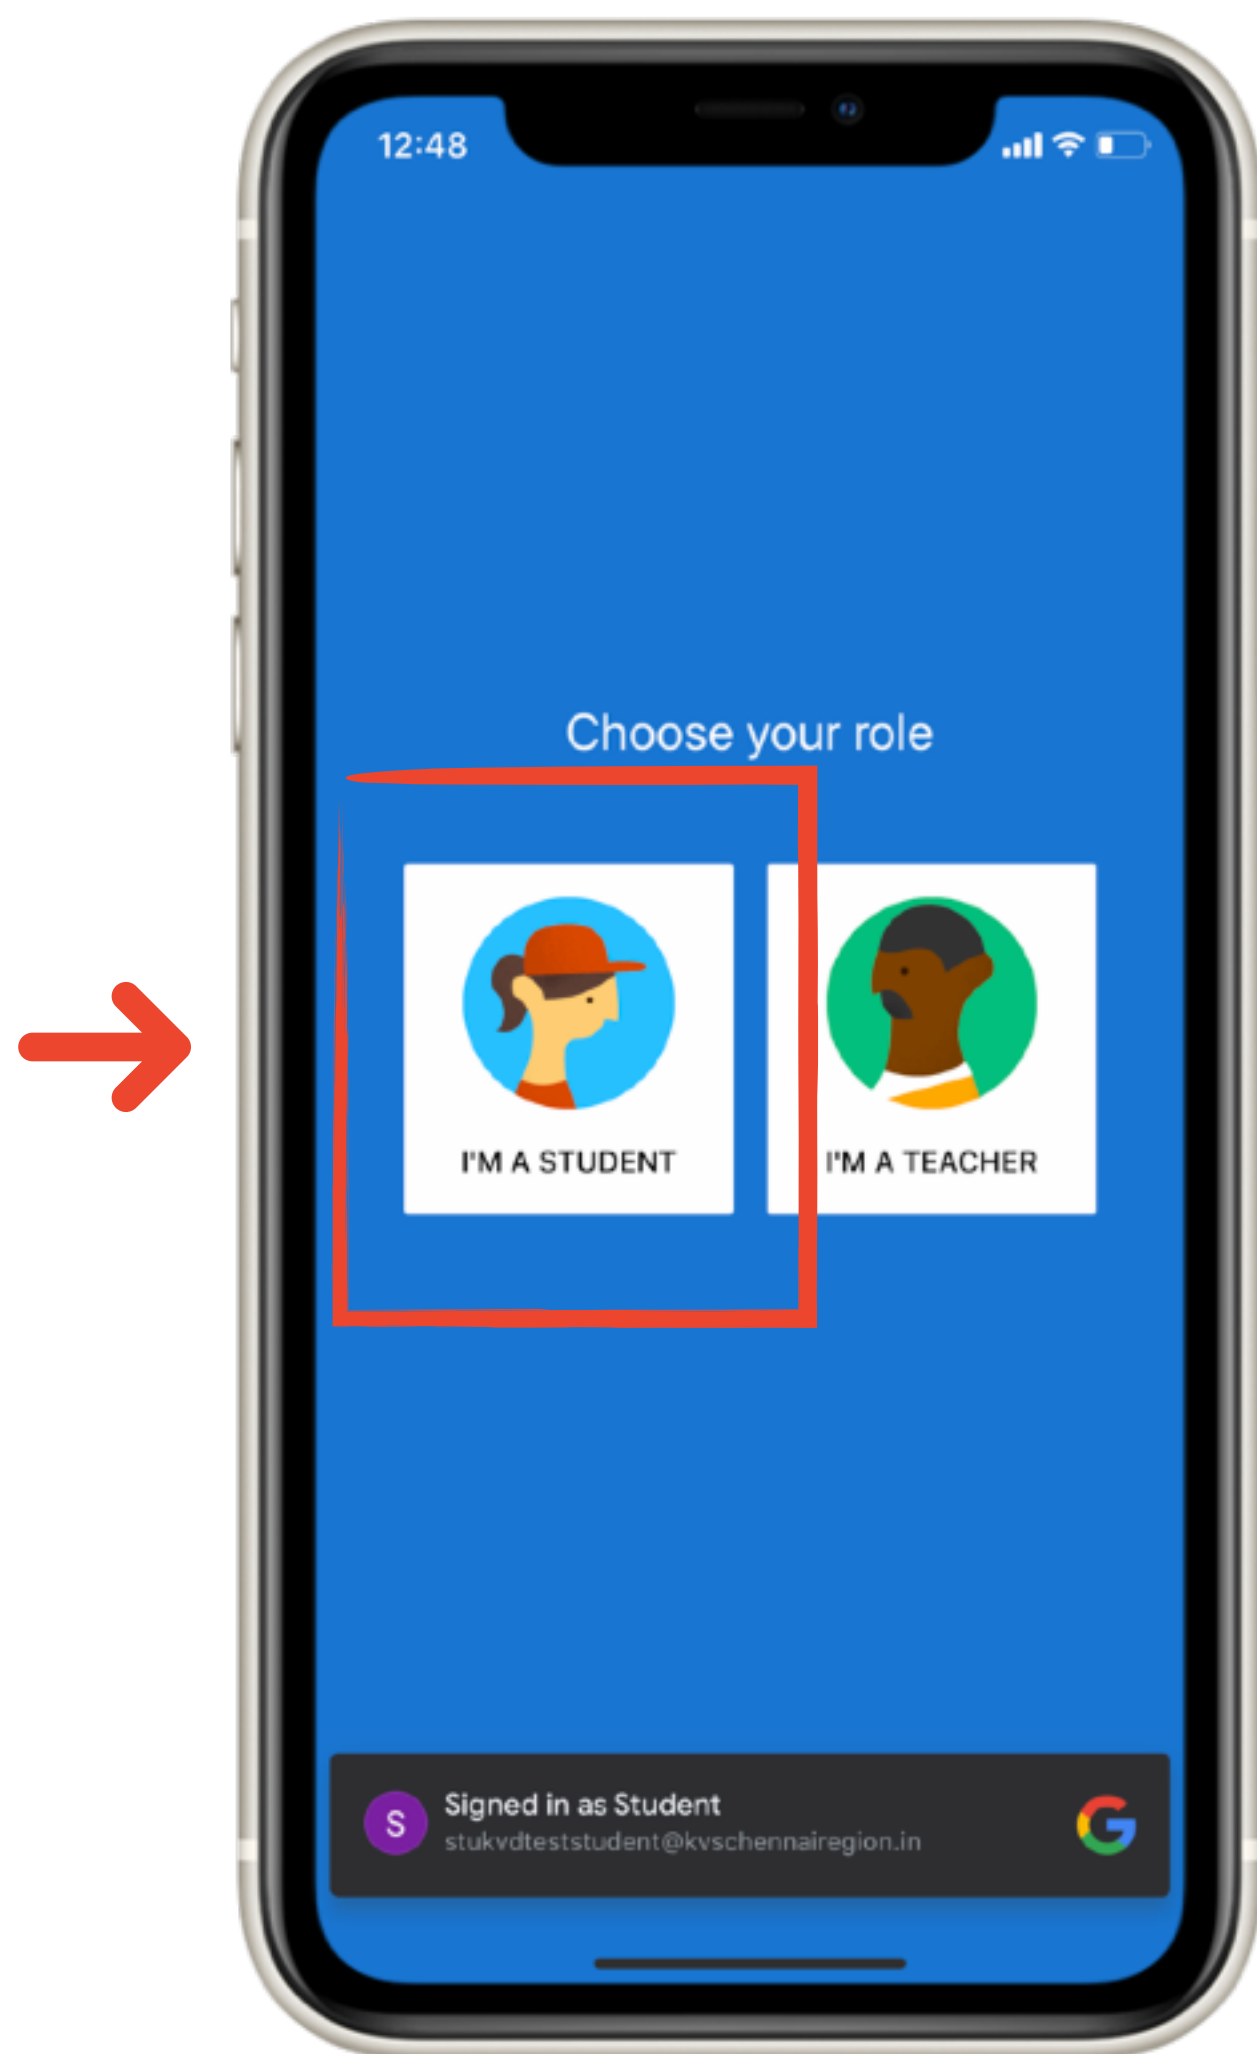 12:48
Choose your role
I'M A STUDENT
I'M A TEACHER
S
Signed in as Student
stukvdteststudent@kvschennairegion.in